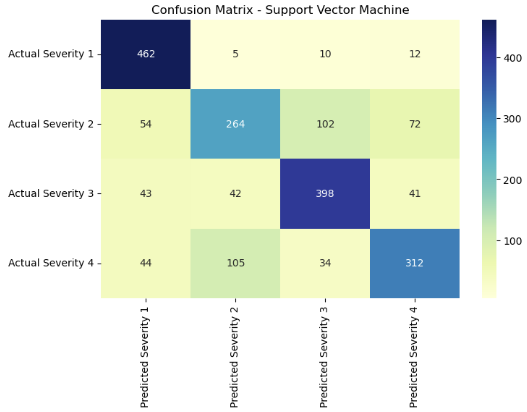 Confusion Matrix - Support Vector Machine
Actual Severity 1 462 5 10 12
Actual Severity 2 54 264 102 72
Actual Severity 3 43 42 398 41
Actual Severity 4 44 105 34 312
Predicted Severity 1
Predicted Severity 2
Predicted Severity 3
Predicted Severity 4
400
300
200
100